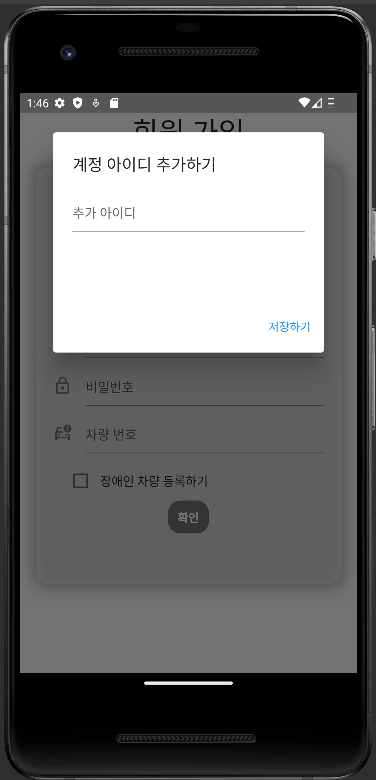 1:46
회원 가입
계정 아이디 추가하기
추가 아이디
저장하기
비밀번호
차량 번호
장애인 차량 등록하기
확인